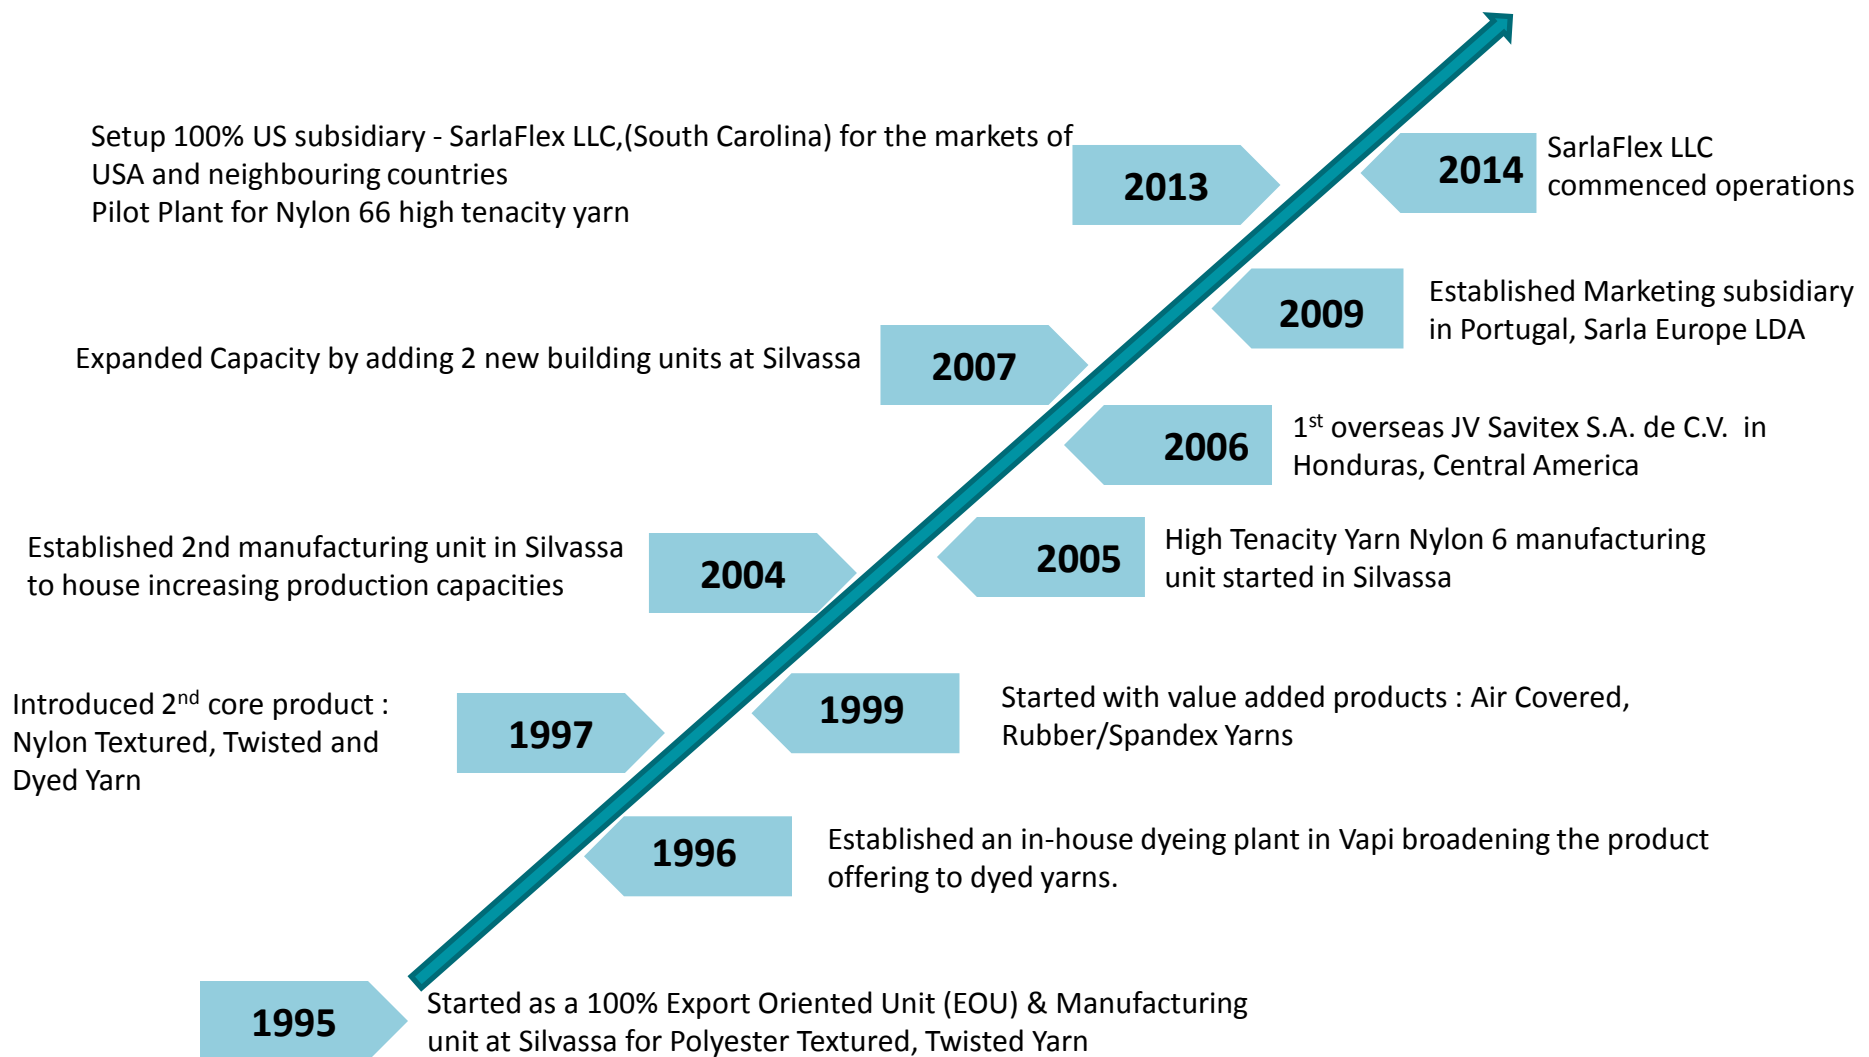 Setup 100% US subsidiary - SarlaFlex LLC,(South Carolina) for the markets of
USA and neighbouring countries
Pilot Plant for Nylon 66 high tenacity yarn
2013
2014
SarlaFlex LLC
commenced operations
2009
Established Marketing subsidiary
in Portugal, Sarla Europe LDA
Expanded Capacity by adding 2 new building units at Silvassa
2007
2006
1st overseas JV Savitex S.A. de C.V. in
Honduras, Central America
Established 2nd manufacturing unit in Silvassa
to house increasing production capacities
2004
2005
High Tenacity Yarn Nylon 6 manufacturing
unit started in Silvassa
Introduced 2nd core product :
Nylon Textured, Twisted and
Dyed Yarn
1997
1999
Started with value added products : Air Covered,
Rubber/Spandex Yarns
1996
Established an in-house dyeing plant in Vapi broadening the product
offering to dyed yarns.
1995
Started as a 100% Export Oriented Unit (EOU) & Manufacturing
unit at Silvassa for Polyester Textured, Twisted Yarn